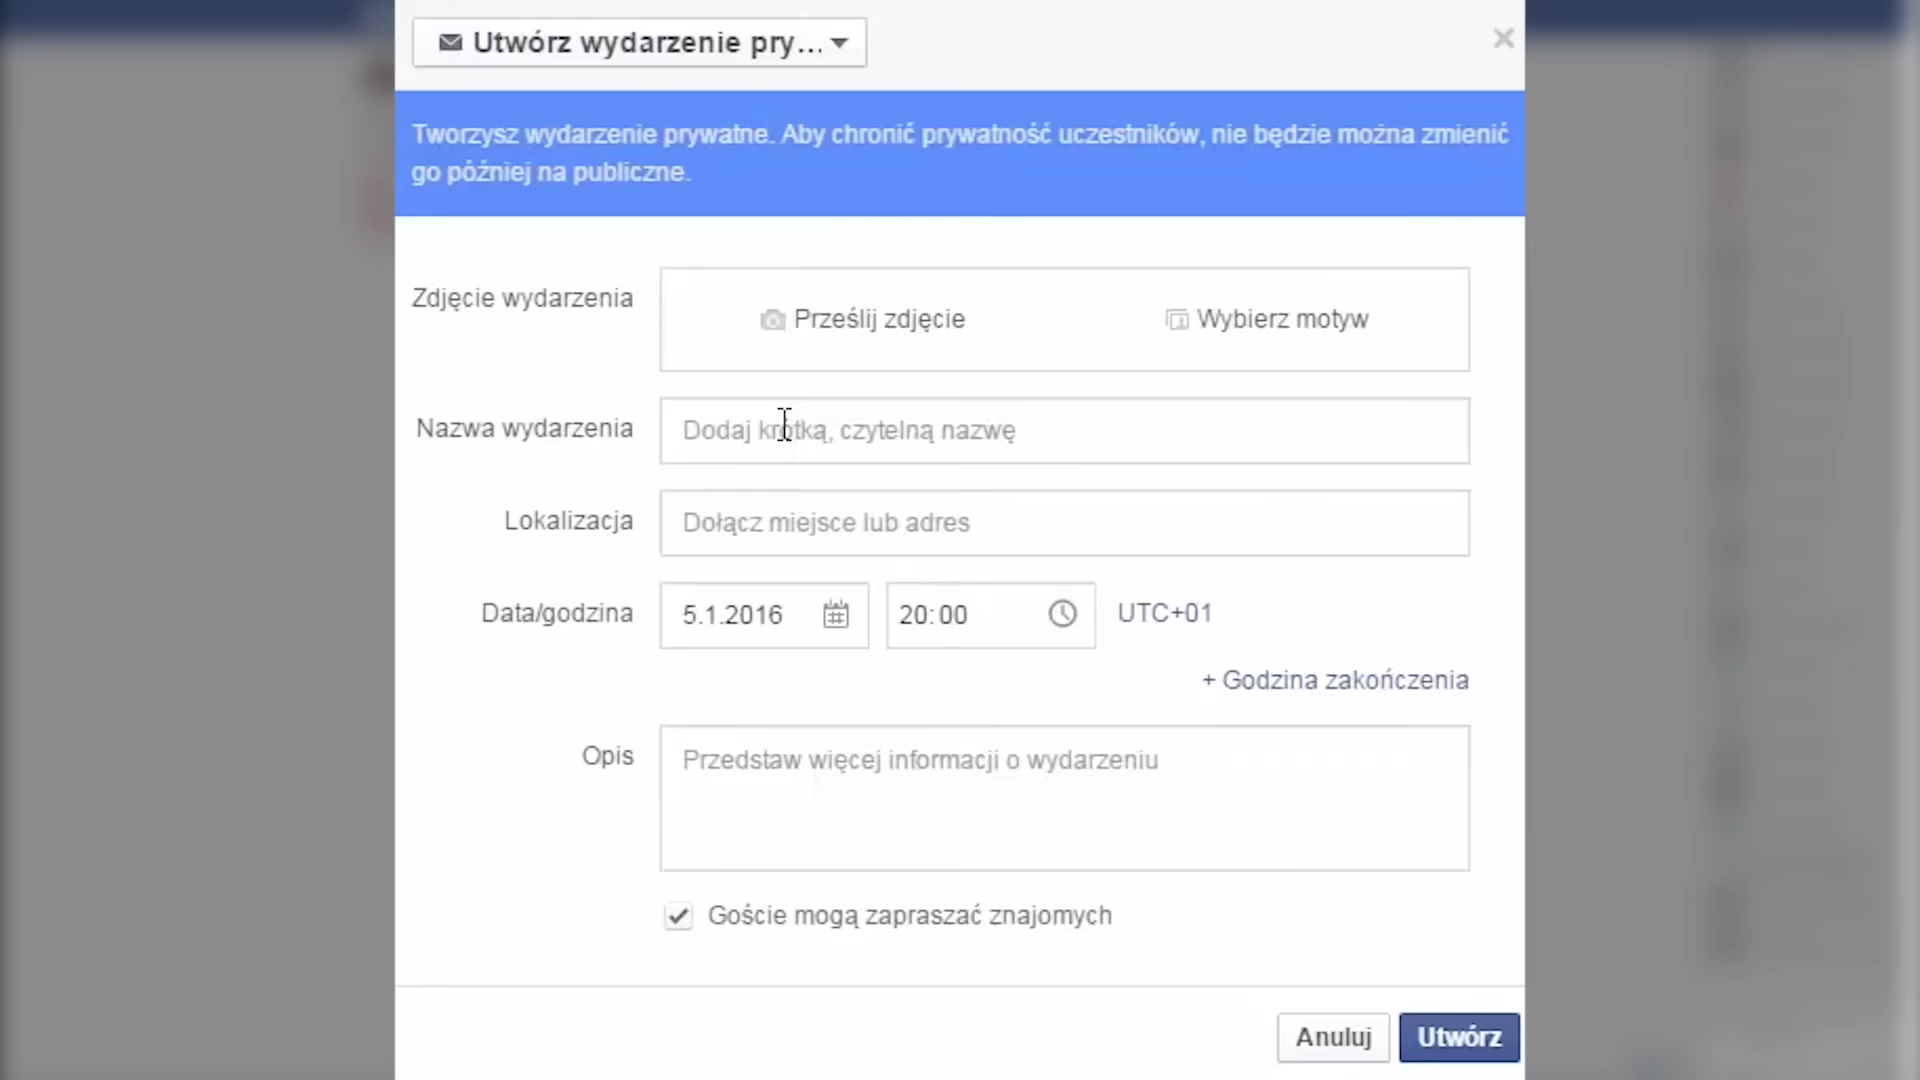 Utwórz wydarzenie pry...
Tworzysz wydarzenie prywatne. Aby chronić prywatność uczestników, nie będzie można zmienić
go później na publiczne.
Zdjęcie wydarzenia
Prześlij zdjęcie
Wybierz motyw
Nazwa wydarzenia
Dodaj krótką, czytelną nazwę
Lokalizacja
Dołącz miejsce lub adres
Data/godzina
5.1.2016
20:00
UTC+01
+ Godzina zakończenia
Opis
Przedstaw więcej informacji o wydarzeniu
Goście mogą zapraszać znajomych
Anuluj
Utwórz